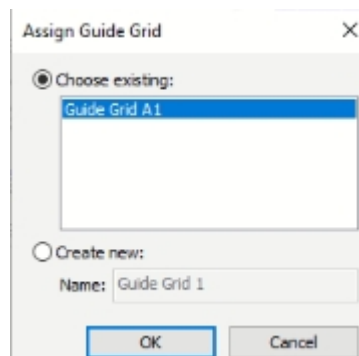 Assign Guide Grid
Choose existing:
Guide Grid A1
Create new:
Name: Guide Grid 1
OK Cancel